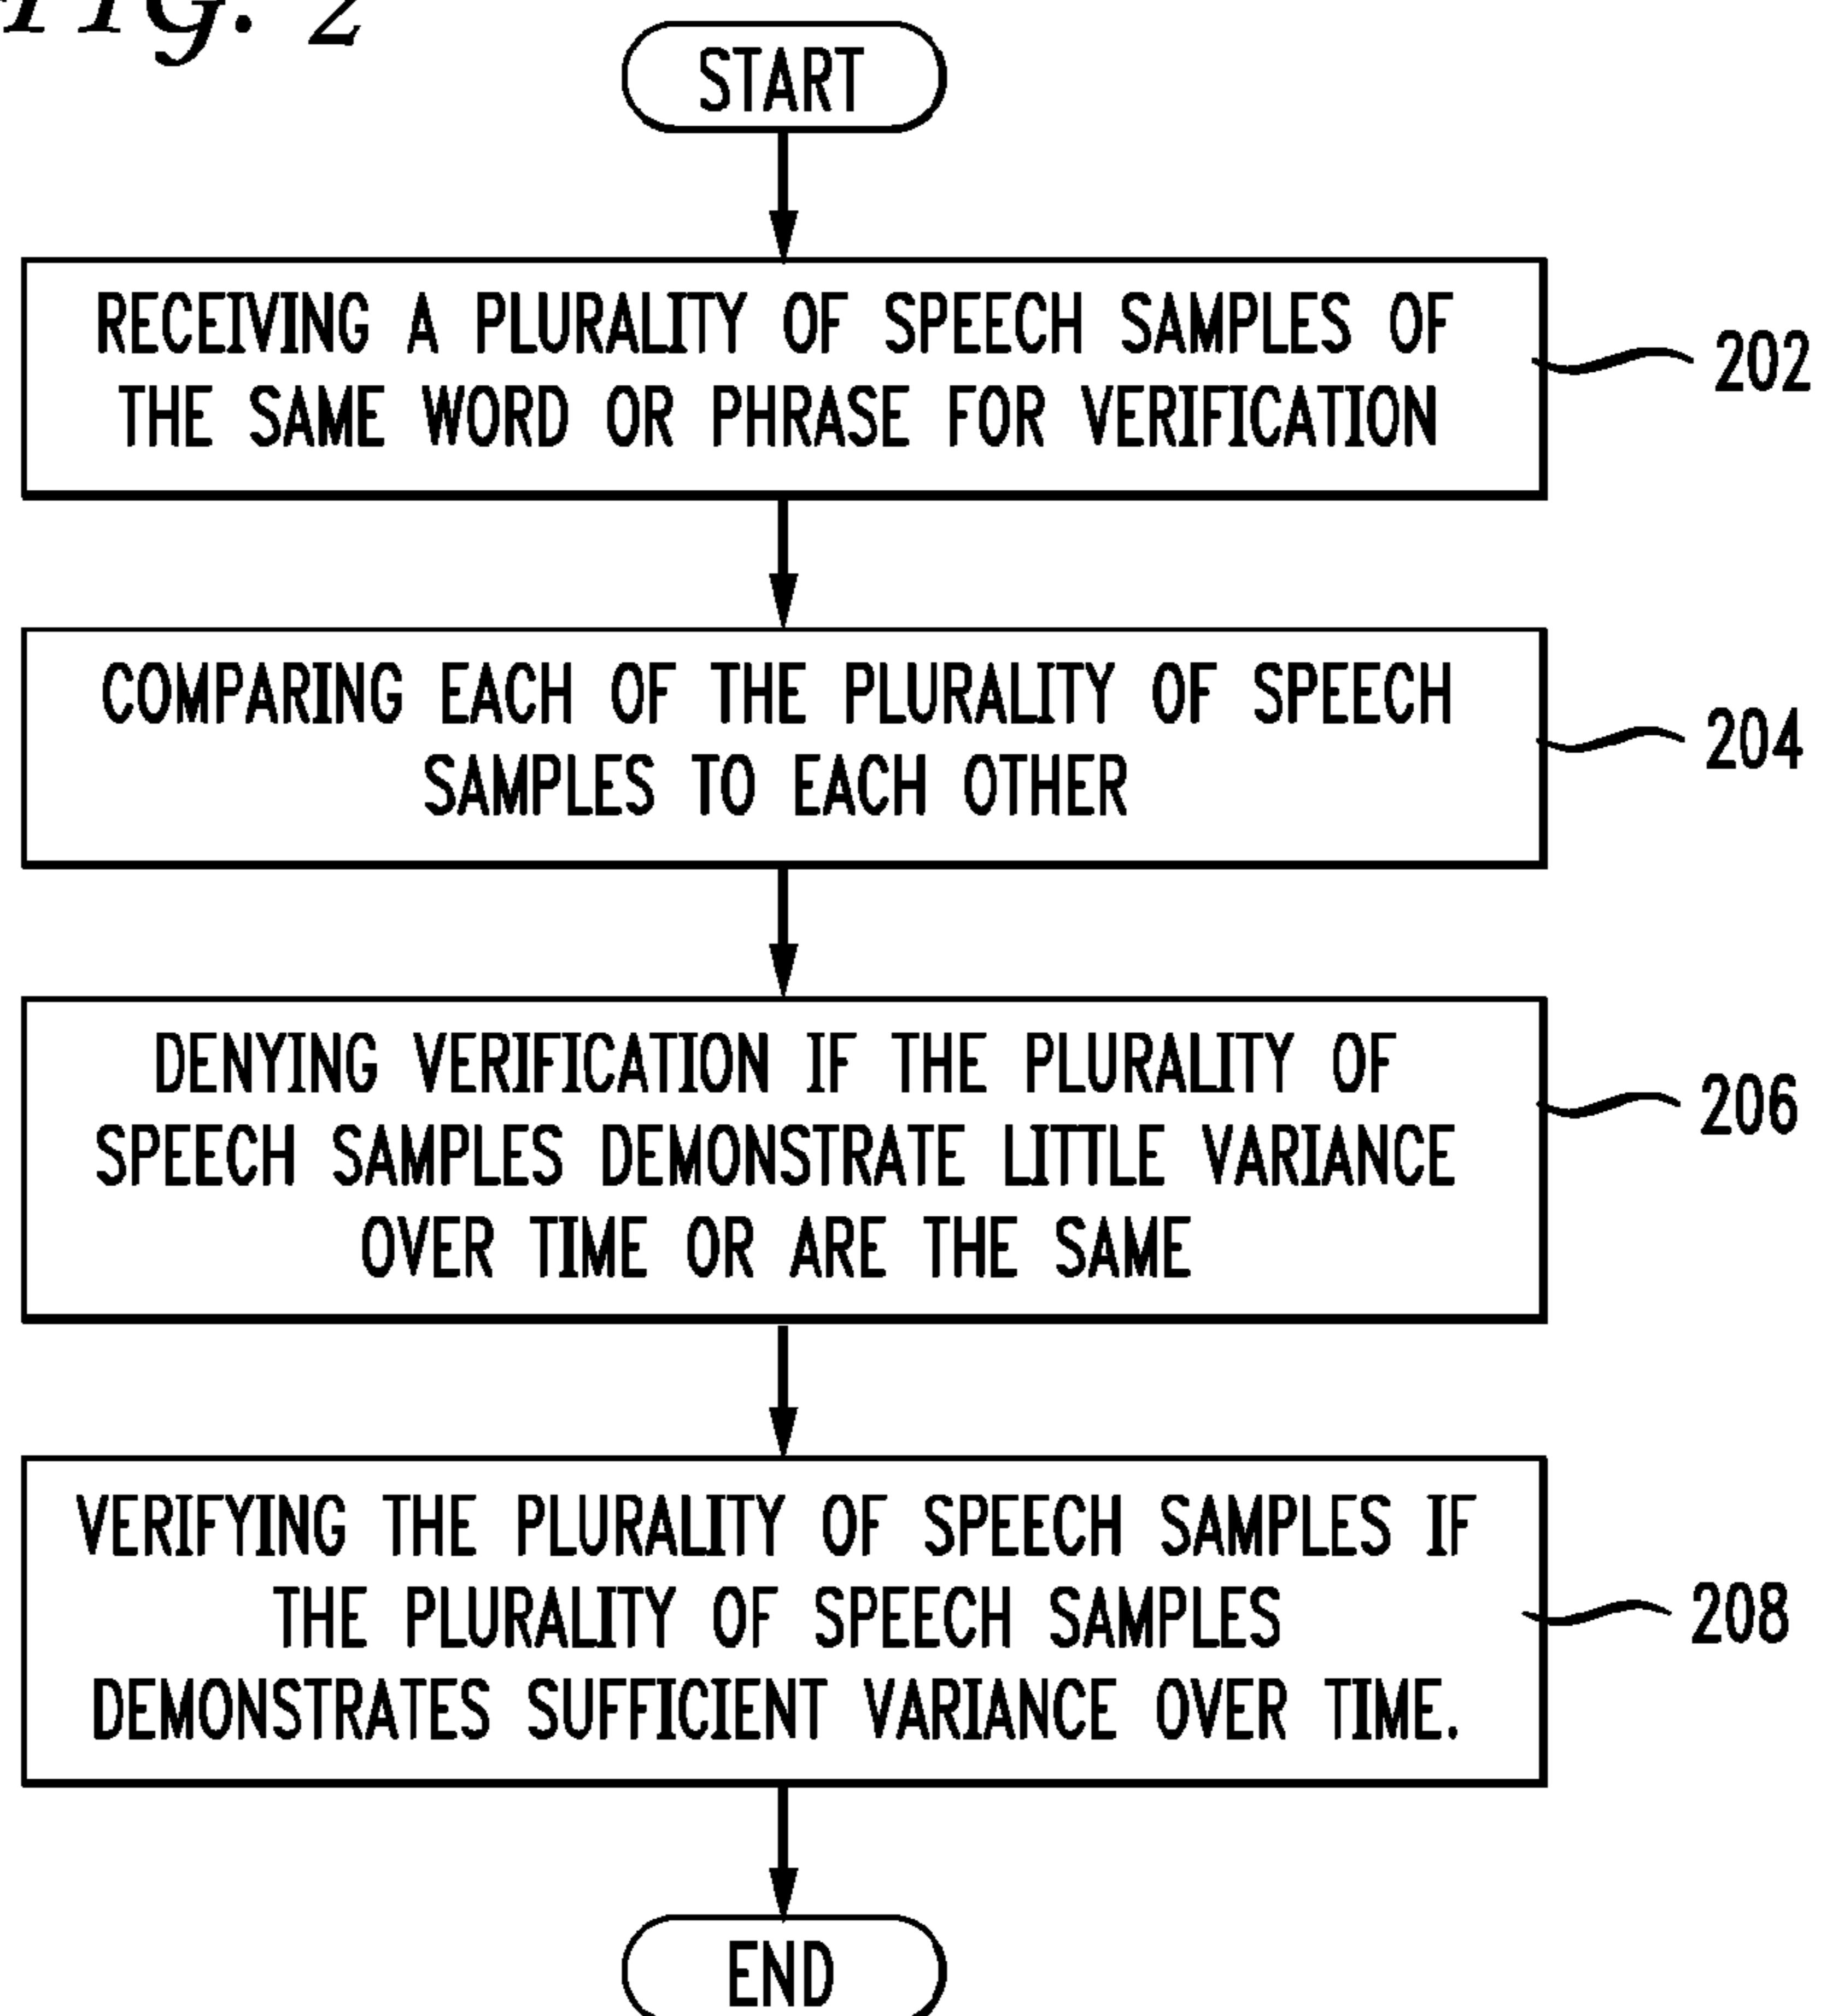 FIG. 2
START
RECEIVING A PLURALITY OF SPEECH SAMPLES OF
THE SAME WORD OR PHRASE FOR VERIFICATION
202
COMPARING EACH OF THE PLURALITY OF SPEECH
SAMPLES TO EACH OTHER
204
DENYING VERIFICATION IF THE PLURALITY OF
SPEECH SAMPLES DEMONSTRATE LITTLE VARIANCE
OVER TIME OR ARE THE SAME
206
VERIFYING THE PLURALITY OF SPEECH SAMPLES IF
THE PLURALITY OF SPEECH SAMPLES
DEMONSTRATES SUFFICIENT VARIANCE OVER TIME.
208
END